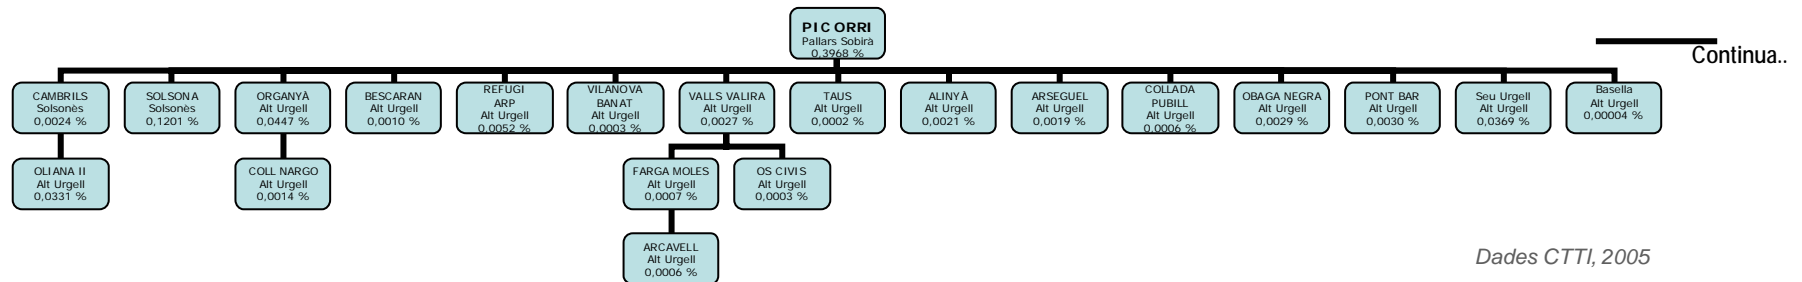 PIC ORRI
Pallars Sobirà
0,3968 %
Continua..
CAMBRILS
Solsonès
0,0024 %
SOLSONA
Solsonès
0,1201 %
ORGANYÀ
Alt Urgell
0,0447 %
BESCARAN
Alt Urgell
0,0010 %
REFUGI
ARP
Alt Urgell
0,0052 %
VILANOVA
BANAT
Alt Urgell
0,0003 %
VALLS VALIRA
Alt Urgell
0,0027 %
TAUS
Alt Urgell
0,0002 %
ALINYÀ
Alt Urgell
0,0021 %
ARSEGUEL
Alt Urgell
0,0019 %
COLLADA
PUBILL
Alt Urgell
0,0006 %
OBAGA NEGRA
Alt Urgell
0,0029 %
PONT BAR
Alt Urgell
0,0030 %
Seu Urgell
Alt Urgell
0,0369 %
Basella
Alt Urgell
0,00004 %
OLIANA II
Alt Urgell
0,0331 %
COLL NARGO
Alt Urgell
0,0014 %
FARGA MOLES
Alt Urgell
0,0007 %
OS CIVIS
Alt Urgell
0,0003 %
ARCAVELL
Alt Urgell
0,0006 %
Dades CTTI, 2005